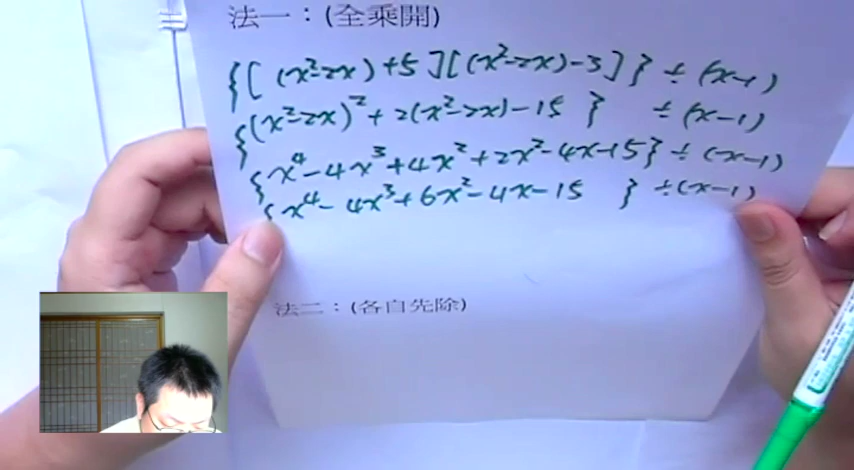 法一：(全乘開)
{[(x²-2x)+5][(x²-2x)-3]}÷(x-1)
{(x²-2x)²+2(x²-2x)-15 } ÷(x-1)
{x⁴-4x³+4x²+2x²-4x-15}÷(x-1)
{x⁴-4x³+6x²-4x-15 } ÷(x-1)
法二：(各自先除)